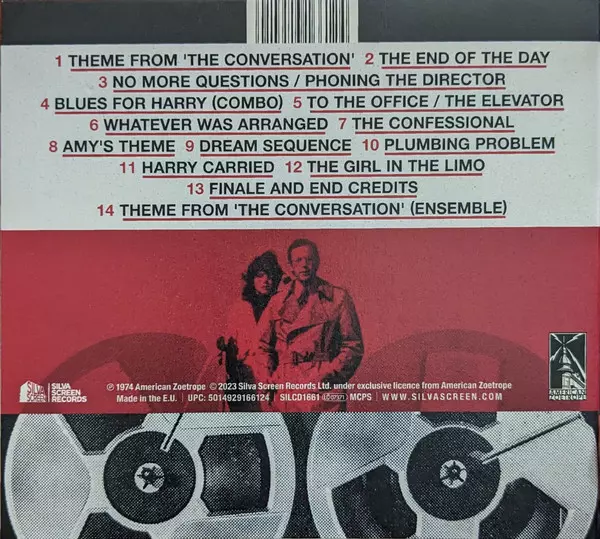 1 THEME FROM 'THE CONVERSATION' 2 THE END OF THE DAY
3 NO MORE QUESTIONS / PHONING THE DIRECTOR
4 BLUES FOR HARRY (COMBO) 5 TO THE OFFICE / THE ELEVATOR
6 WHATEVER WAS ARRANGED 7 THE CONFESSIONAL
8 AMY'S THEME 9 DREAM SEQUENCE 10 PLUMBING PROBLEM
11 HARRY CARRIED 12 THE GIRL IN THE LIMO
13 FINALE AND END CREDITS
14 THEME FROM 'THE CONVERSATION' (ENSEMBLE)
SILVA SCREEN
SILVA SCREEN RECORDS
℗ 1974 American Zoetrope © 2023 Silva Screen Records Ltd. under exclusive licence from American Zoetrope
Made in the E.U. | UPC: 5014929166124 | SILCD1661 MCPS | WWW.SILVASCREEN.COM
AMERICAN ZOETROPE